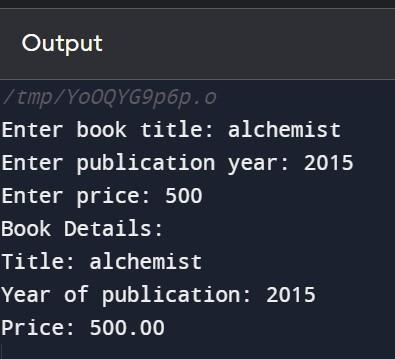 Output
/tmp/YoOQYG9p6p.o
Enter book title: alchemist
Enter publication year: 2015
Enter price: 500
Book Details:
Title: alchemist
Year of publication: 2015
Price: 500.00